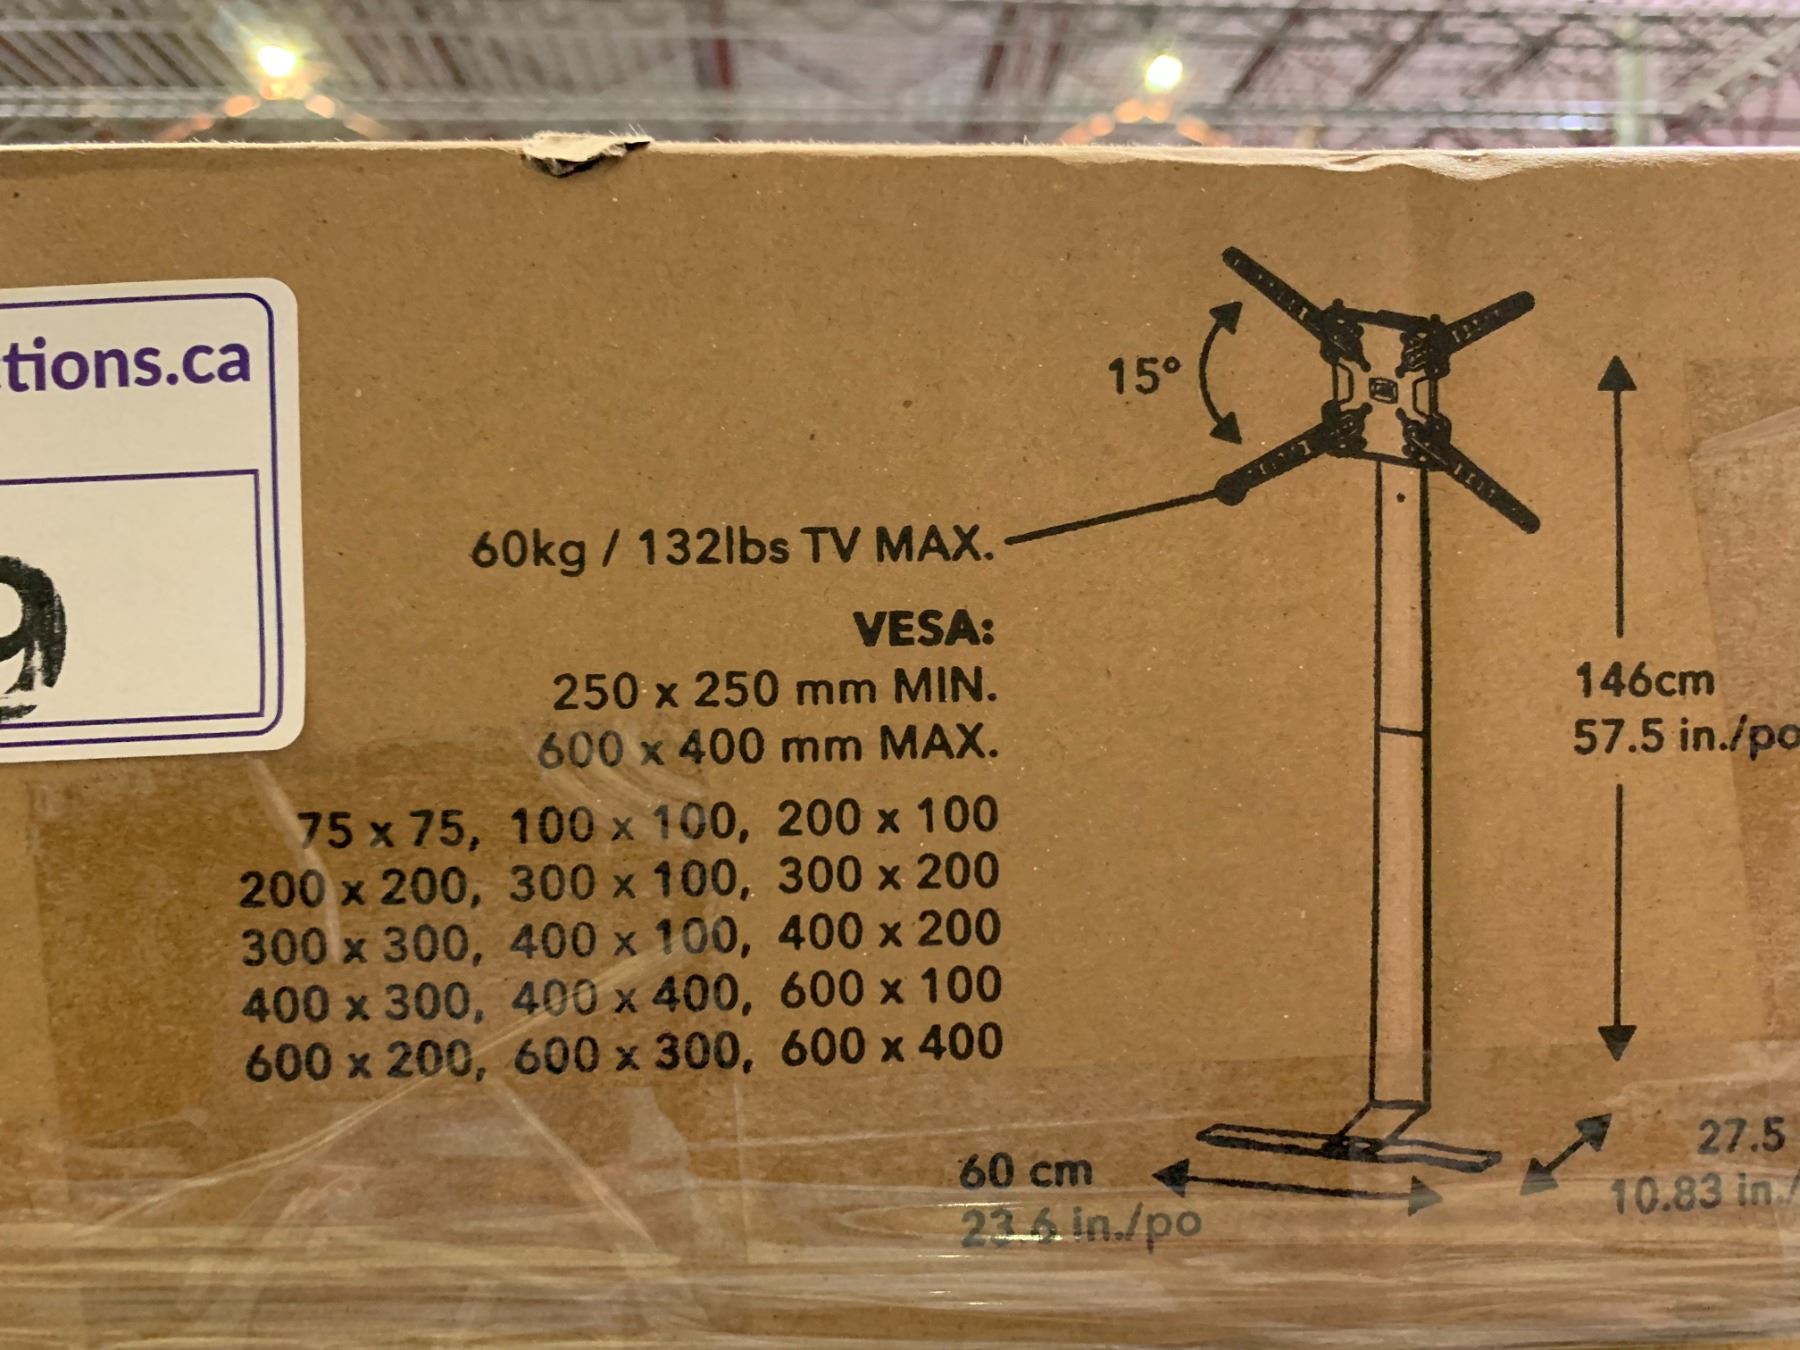 tions.ca
9
15°
60kg / 132lbs TV MAX.
VESA:
250 x 250 mm MIN.
600 x 400 mm MAX.
75 x 75, 100 x 100, 200 x 100
200 x 200, 300 x 100, 300 x 200
300 x 300, 400 x 100, 400 x 200
400 x 300, 400 x 400, 600 x 100
600 x 200, 600 x 300, 600 x 400
146cm
57.5 in./po
60 cm
23.6 in./po
27.5
10.83 in./